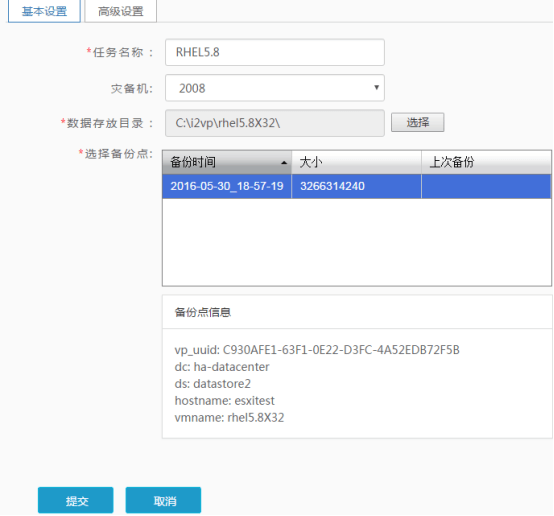 基本设置 高级设置
*任务名称： RHEL5.8
灾备机: 2008
*数据存放目录： C:\i2vp\rhel5.8X32\ 选择
*选择备份点:
备份时间 大小 上次备份
2016-05-30_18-57-19 3266314240
备份点信息
vp_uuid: C930AFE1-63F1-0E22-D3FC-4A52EDB72F5B
dc: ha-datacenter
ds: datastore2
hostname: esxitest
vmname: rhel5.8X32
提交 取消